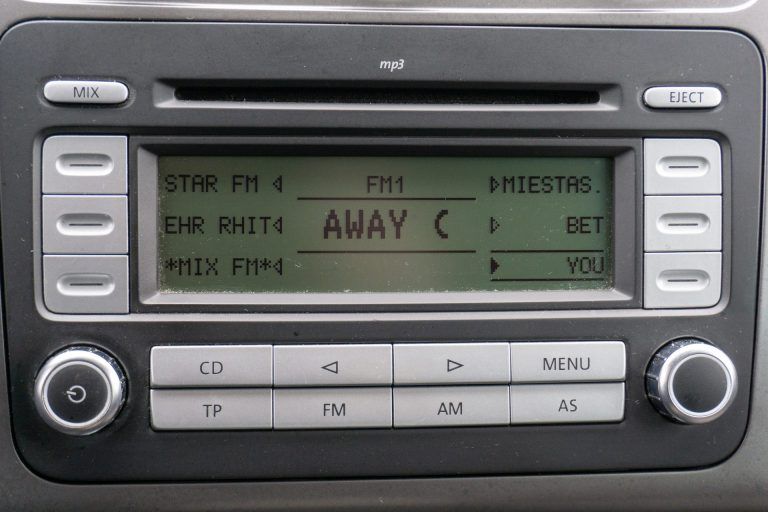 mp3
MIX
EJECT
STAR FM FM1 MIESTAS.
EHR RHIT AWAY C BET
*MIX FM* YOU
CD MENU
TP FM AM AS